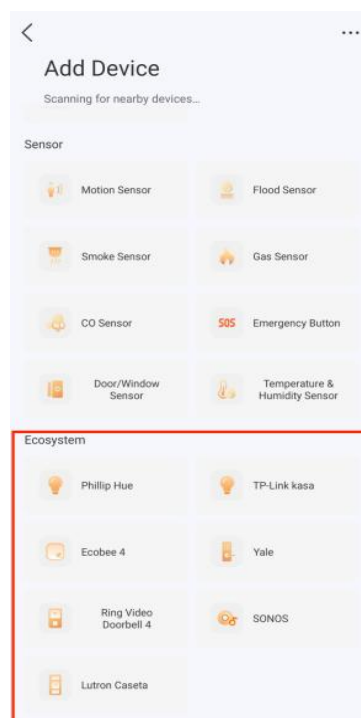 Add Device
Scanning for nearby devices...
Sensor
Motion Sensor
Flood Sensor
Smoke Sensor
Gas Sensor
CO Sensor
SOS
Emergency Button
Door/Window
Sensor
Temperature &
Humidity Sensor
Ecosystem
Phillip Hue
TP-Link kasa
Ecobee 4
Yale
Ring Video
Doorbell 4
SONOS
Lutron Caseta